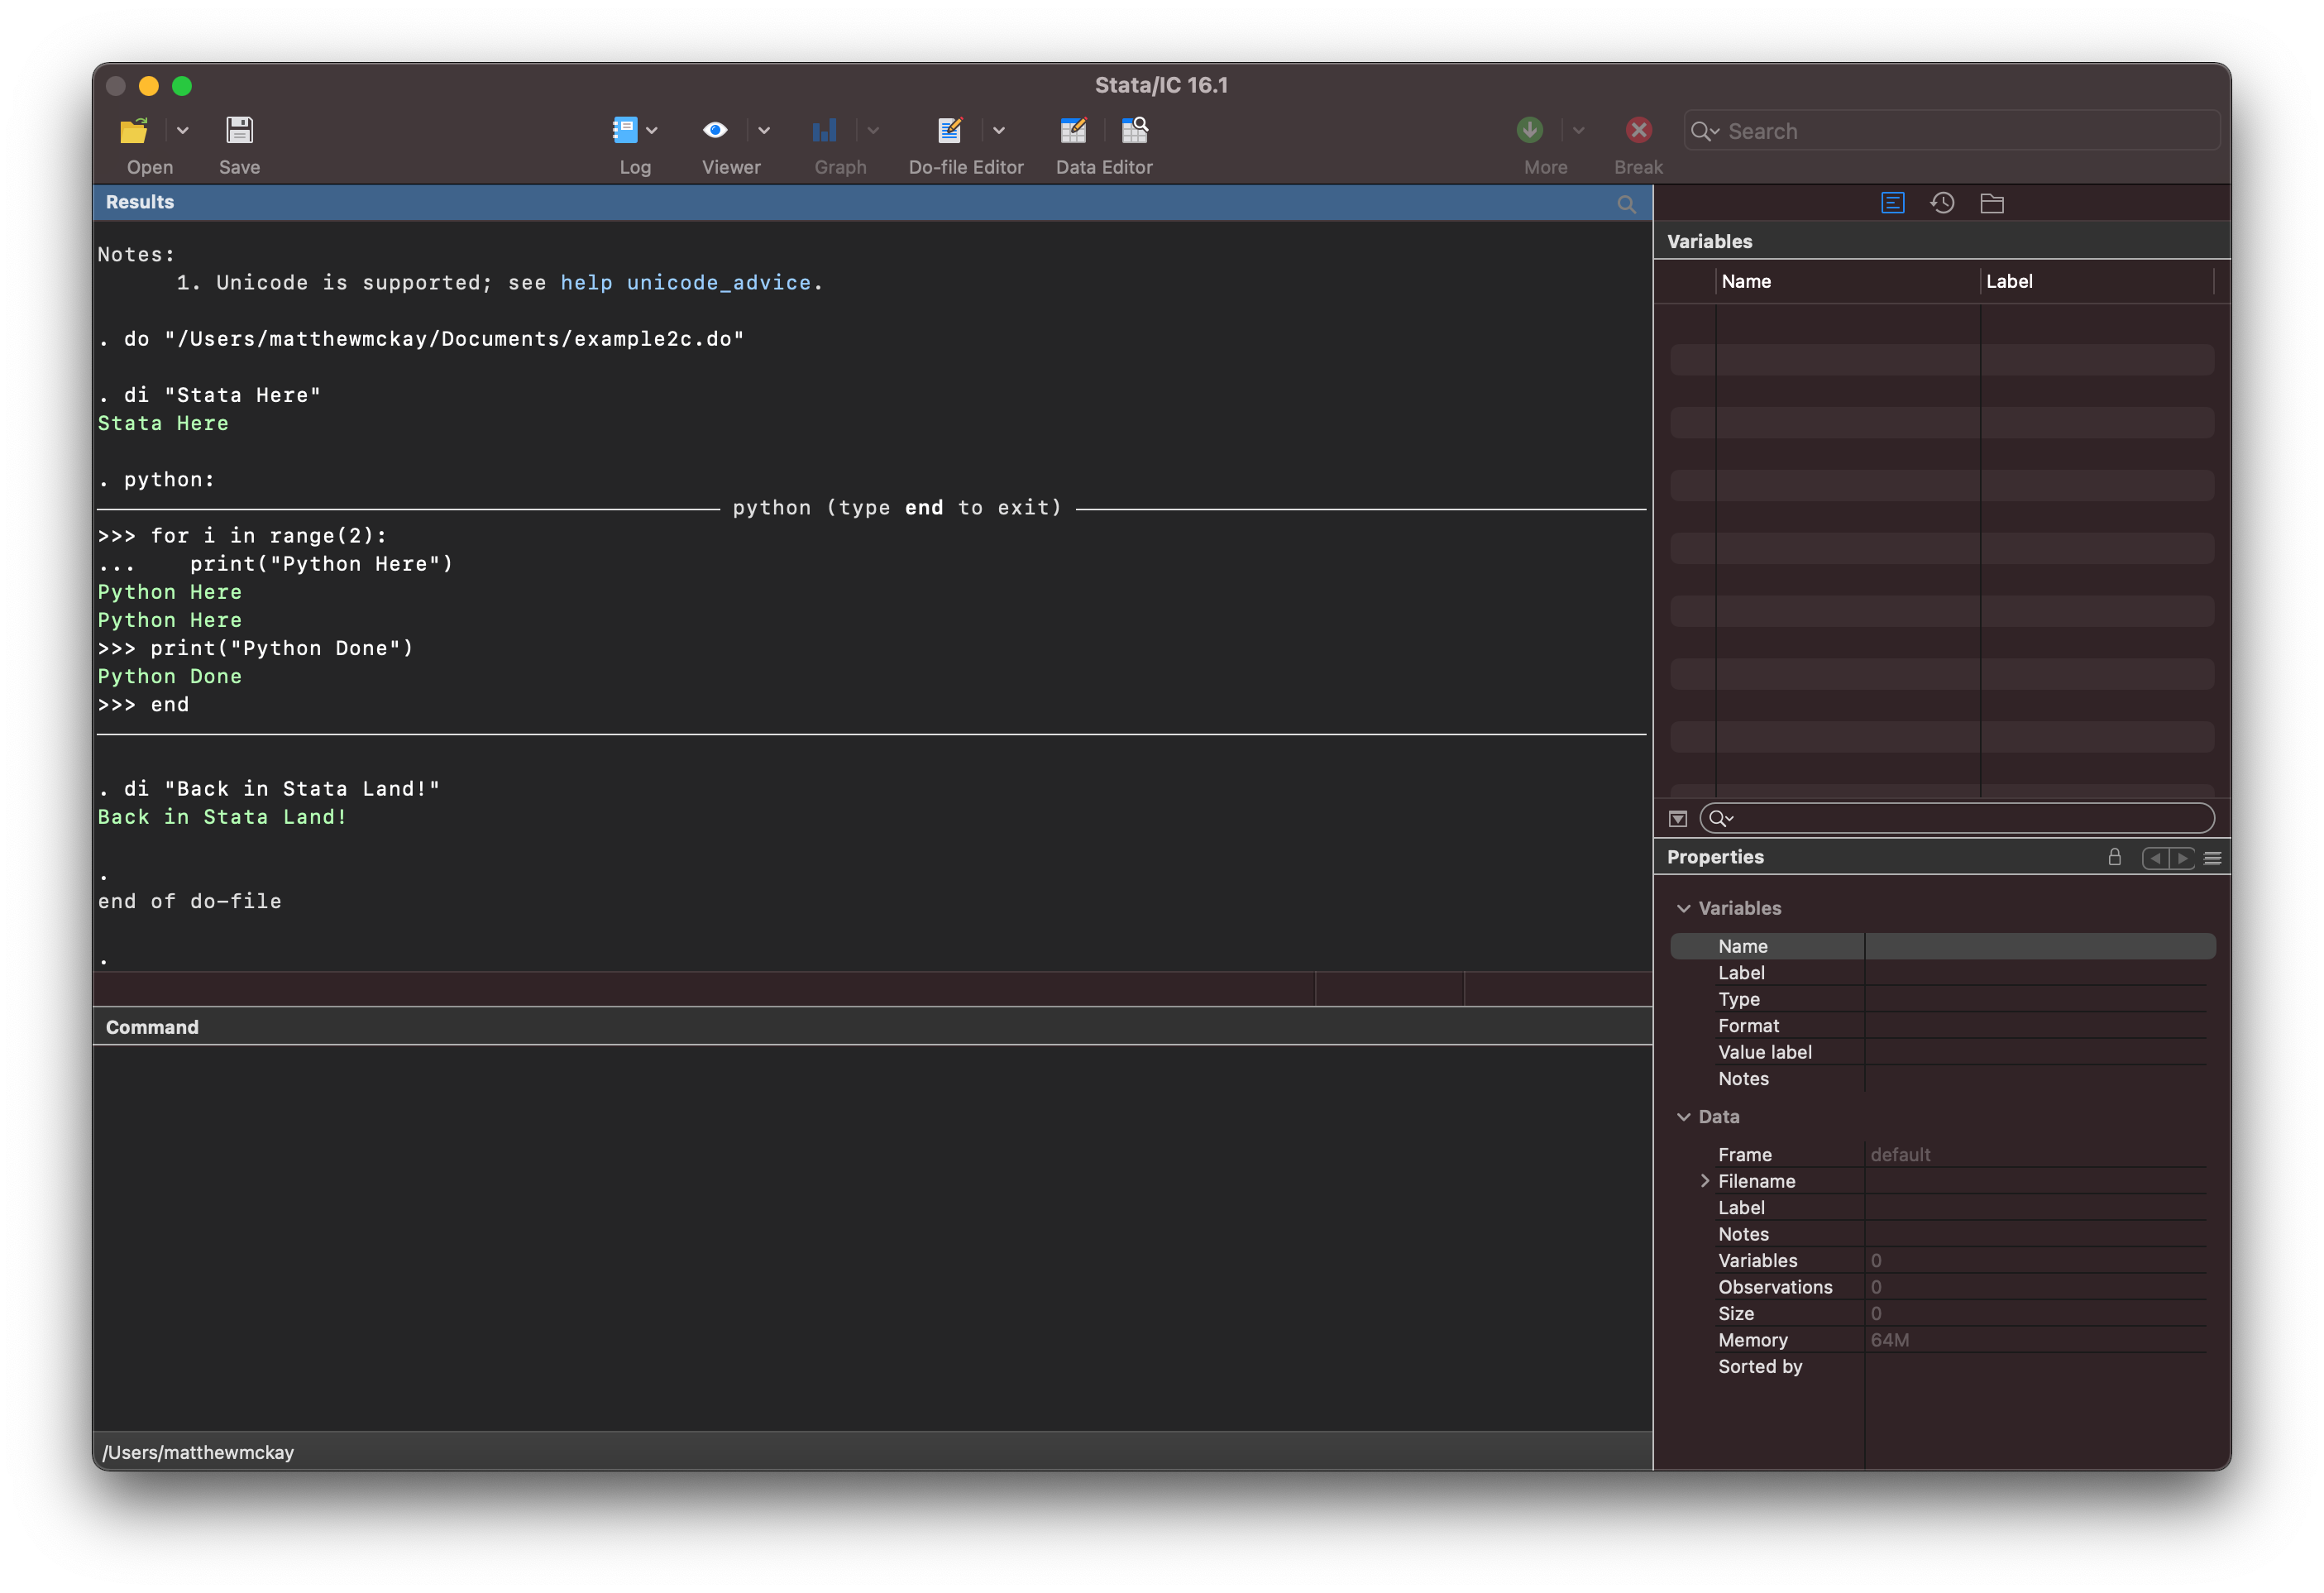 Stata/IC 16.1
Open
Save
Log
Viewer
Graph
Do-file Editor
Data Editor
More
Break
Search
Results
Notes:
1. Unicode is supported; see help unicode_advice.
. do "/Users/matthewmckay/Documents/example2c.do"
. di "Stata Here"
Stata Here
. python:
python (type end to exit)
>>> for i in range(2):
...    print("Python Here")
Python Here
Python Here
>>> print("Python Done")
Python Done
>>> end
. di "Back in Stata Land!"
Back in Stata Land!
.
end of do-file
.
Command
/Users/matthewmckay
Variables
Name Label
Properties
Variables
Name
Label
Type
Format
Value label
Notes
Data
Frame default
Filename
Label
Notes
Variables 0
Observations 0
Size 0
Memory 64M
Sorted by